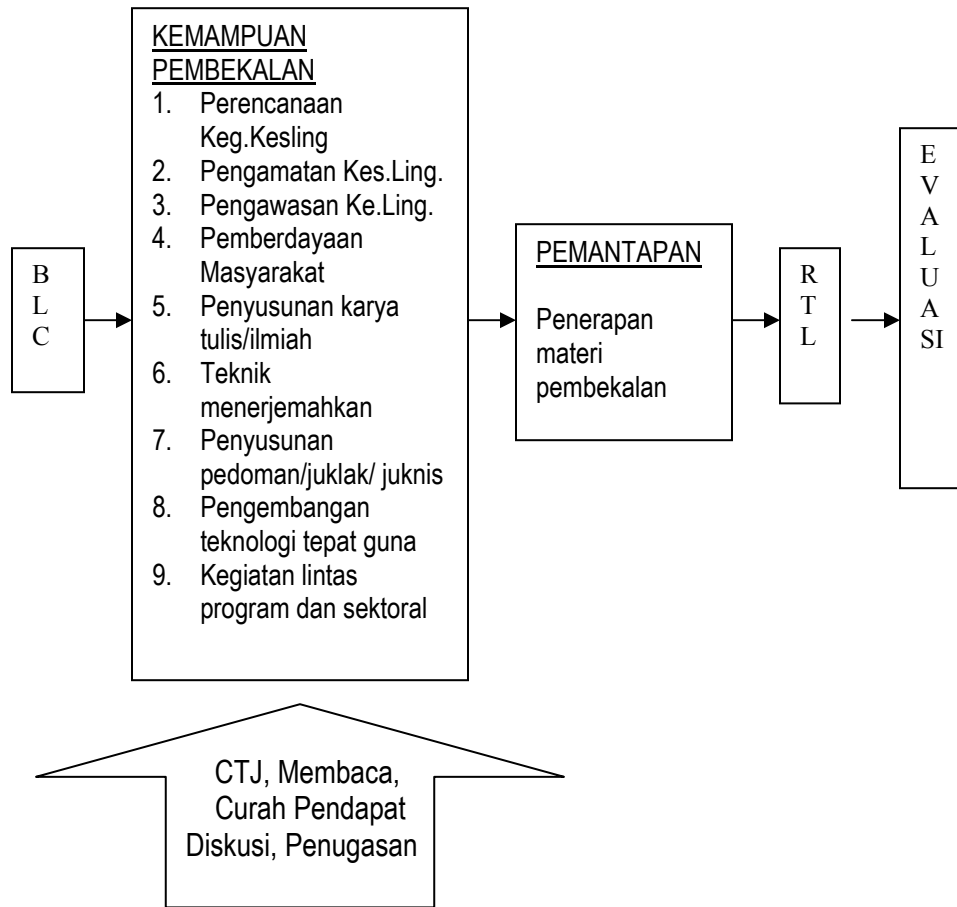 B
L
C
KEMAMPUAN
PEMBEKALAN
1. Perencanaan
Keg.Kesling
2. Pengamatan Kes.Ling.
3. Pengawasan Ke.Ling.
4. Pemberdayaan
Masyarakat
5. Penyusunan karya
tulis/ilmiah
6. Teknik
menerjemahkan
7. Penyusunan
pedoman/juklak/ juknis
8. Pengembangan
teknologi tepat guna
9. Kegiatan lintas
program dan sektoral
PEMANTAPAN
Penerapan
materi
pembekalan
R
T
L
E
V
A
L
U
A
SI
CTJ, Membaca,
Curah Pendapat
Diskusi, Penugasan